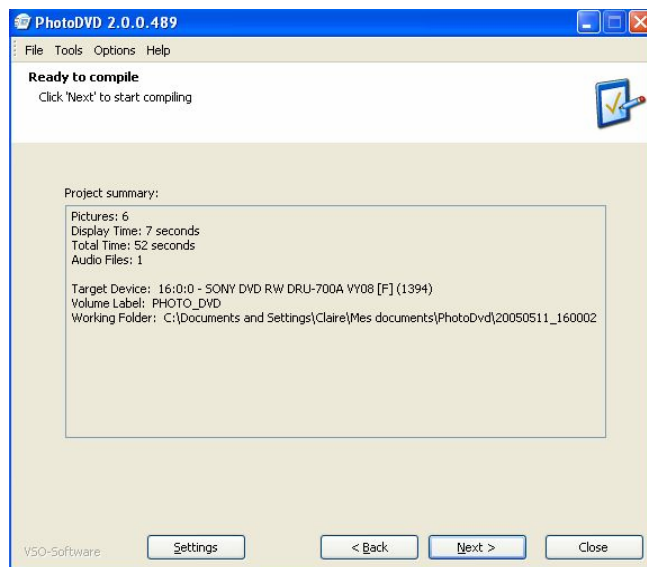 PhotoDVD 2.0.0.489
File Tools Options Help
Ready to compile
Click 'Next' to start compiling
Project summary:
Pictures: 6
Display Time: 7 seconds
Total Time: 52 seconds
Audio Files: 1
Target Device: 16:0:0 - SONY DVD RW DRU-700A VY08 [F] (1394)
Volume Label: PHOTO_DVD
Working Folder: C:\Documents and Settings\Claire\Mes documents\PhotoDvd\20050511_160002
VSO-Software Settings < Back Next > Close